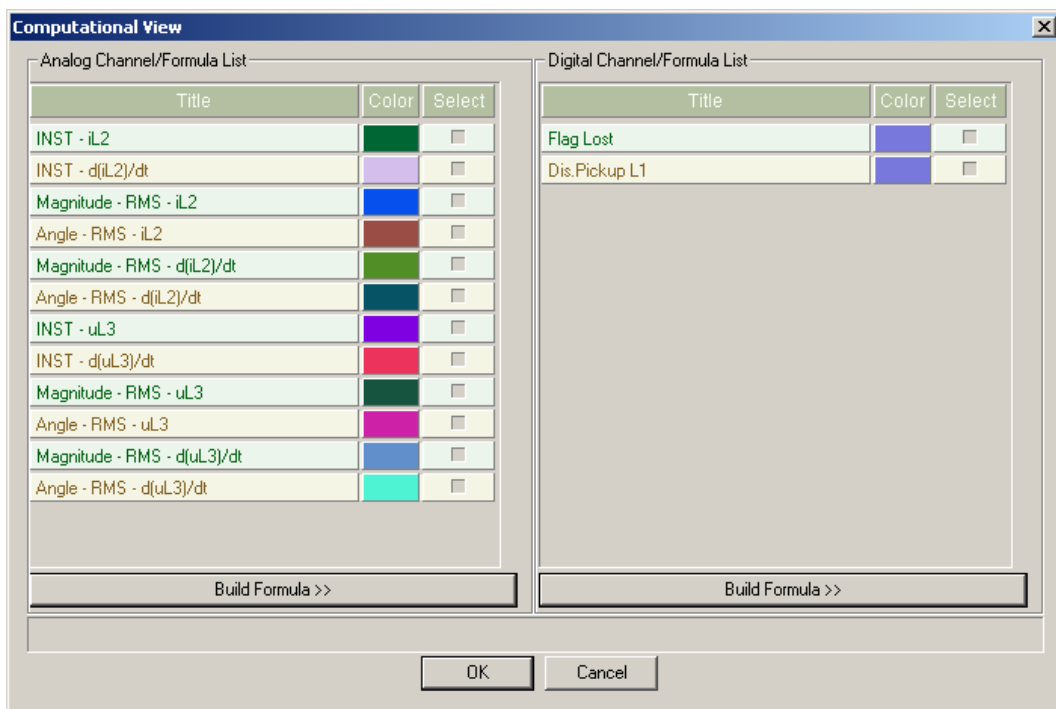 Computational View
Analog Channel/Formula List
Title Color Select
INST - iL2
INST - d(iL2)/dt
Magnitude - RMS - iL2
Angle - RMS - iL2
Magnitude - RMS - d(iL2)/dt
Angle - RMS - d(iL2)/dt
INST - uL3
INST - d(uL3)/dt
Magnitude - RMS - uL3
Angle - RMS - uL3
Magnitude - RMS - d(uL3)/dt
Angle - RMS - d(uL3)/dt
Build Formula >>
Digital Channel/Formula List
Title Color Select
Flag Lost
Dis.Pickup L1
Build Formula >>
OK Cancel